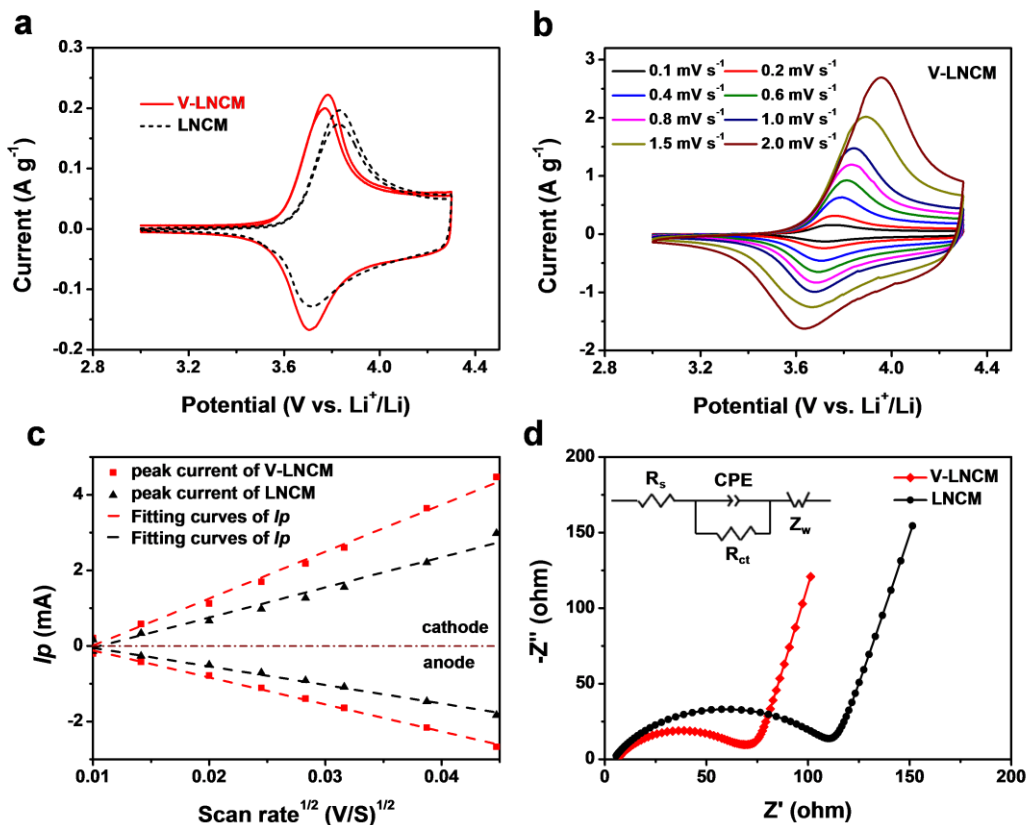 a
0.3
0.2
0.1
0.0
-0.1
-0.2
2.8
3.2
3.6
4.0
4.4
Current (A g⁻¹)
Potential (V vs. Li⁺/Li)
V-LNCM
LNCM
b
3
2
1
0
-1
-2
2.8
3.2
3.6
4.0
4.4
Current (A g⁻¹)
Potential (V vs. Li⁺/Li)
0.1 mV s⁻¹ 0.2 mV s⁻¹
0.4 mV s⁻¹ 0.6 mV s⁻¹
0.8 mV s⁻¹ 1.0 mV s⁻¹
1.5 mV s⁻¹ 2.0 mV s⁻¹
V-LNCM
c
peak current of V-LNCM
peak current of LNCM
Fitting curves of Ip
Fitting curves of Ip
4
2
0
-2
cathode
anode
0.01
0.02
0.03
0.04
Ip (mA)
Scan rate¹ᐟ² (V/S)¹ᐟ²
d
200
150
100
50
0
0
50
100
150
200
-Z'' (ohm)
Z' (ohm)
Rₛ
CPE
R_ct
Z_w
V-LNCM
LNCM